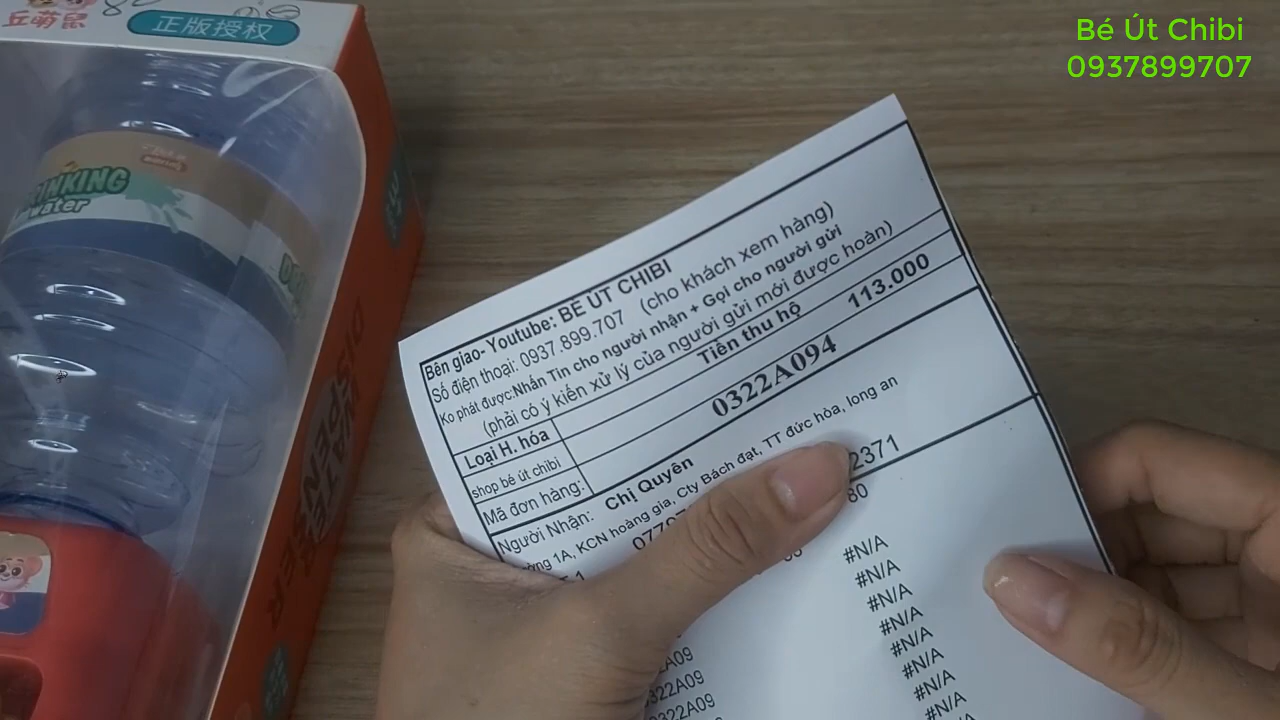 Bé Út Chibi
0937899707
丘萌鼠
正版授权
DRINKING
water
Bên giao- Youtube: BÉ ÚT CHIBI
Số điện thoại: 0937.899.707 (cho khách xem hàng)
Ko phát được:Nhắn Tin cho người nhận + Gọi cho người gửi
(phải có ý kiến xử lý của người gửi mới được hoàn)
Loại H. hóa
Tiền thu hộ
113.000
shop bé út chibi
Mã đơn hàng:
0322A094
Người Nhận: Chị Quyên
1A, KCN hoàng gia, Cty Bách đạt, TT đức hòa, long an
2371
80
#N/A
#N/A
#N/A
#N/A
#N/A
#N/A
#N/A
#N/A